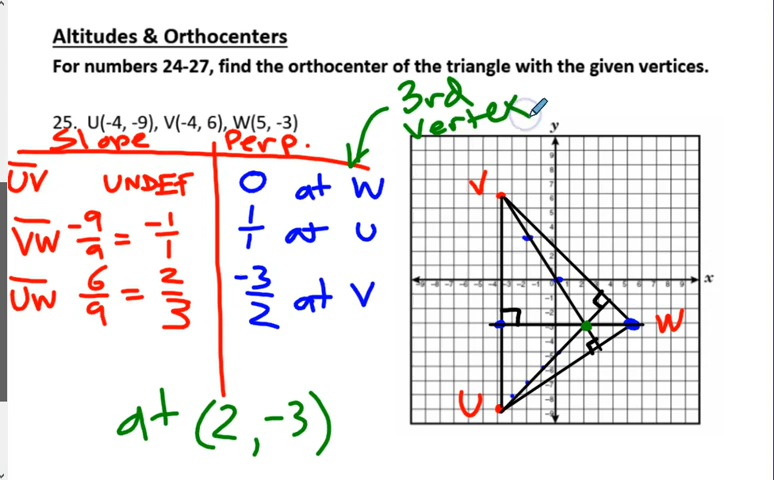 Altitudes & Orthocenters
For numbers 24-27, find the orthocenter of the triangle with the given vertices.
3rd
vertex
25. U(-4, -9), V(-4, 6), W(5, -3)
Slope Perp.
UV UNDEF 0 at W
VW -9/9 = -1/1 1/1 at U
UW 6/9 = 2/3 -3/2 at V
at (2, -3)
y
x
V
W
U